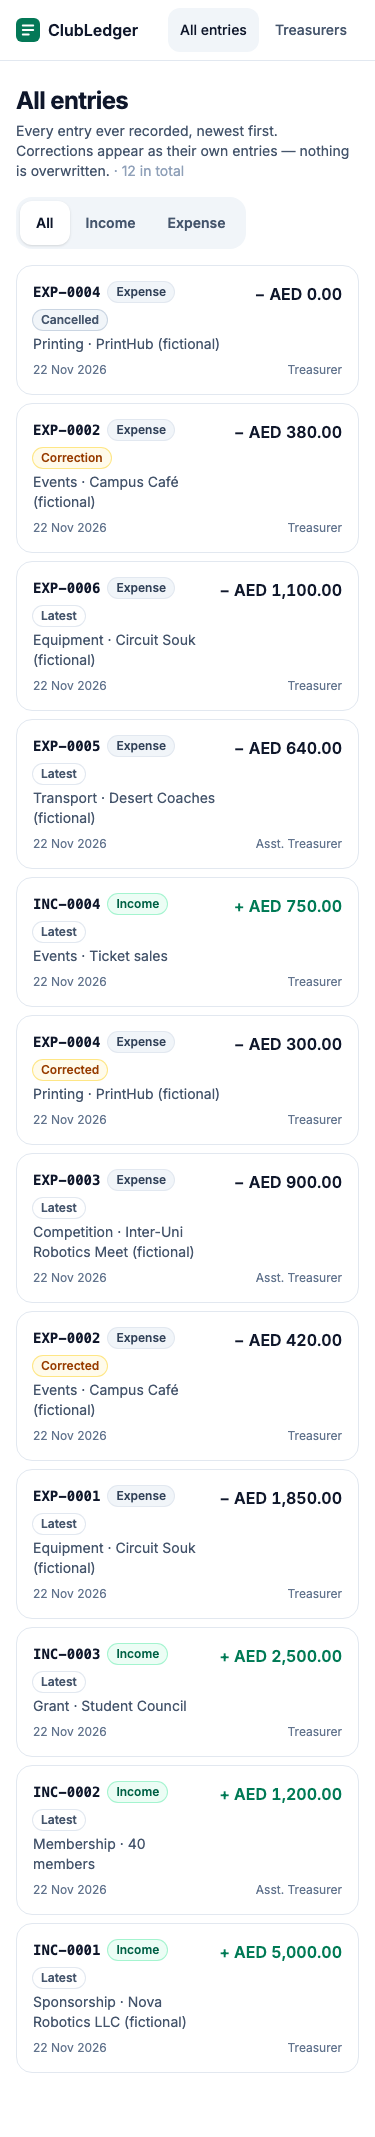 ClubLedger
All entries
Treasurers
All entries
Every entry ever recorded, newest first.
Corrections appear as their own entries — nothing
is overwritten. · 12 in total
All
Income
Expense
EXP-0004 Expense − AED 0.00
Cancelled
Printing · PrintHub (fictional)
22 Nov 2026 Treasurer
EXP-0002 Expense − AED 380.00
Correction
Events · Campus Café
(fictional)
22 Nov 2026 Treasurer
EXP-0006 Expense − AED 1,100.00
Latest
Equipment · Circuit Souk
(fictional)
22 Nov 2026 Treasurer
EXP-0005 Expense − AED 640.00
Latest
Transport · Desert Coaches
(fictional)
22 Nov 2026 Asst. Treasurer
INC-0004 Income + AED 750.00
Latest
Events · Ticket sales
22 Nov 2026 Treasurer
EXP-0004 Expense − AED 300.00
Corrected
Printing · PrintHub (fictional)
22 Nov 2026 Treasurer
EXP-0003 Expense − AED 900.00
Latest
Competition · Inter-Uni
Robotics Meet (fictional)
22 Nov 2026 Asst. Treasurer
EXP-0002 Expense − AED 420.00
Corrected
Events · Campus Café
(fictional)
22 Nov 2026 Treasurer
EXP-0001 Expense − AED 1,850.00
Latest
Equipment · Circuit Souk
(fictional)
22 Nov 2026 Treasurer
INC-0003 Income + AED 2,500.00
Latest
Grant · Student Council
22 Nov 2026 Treasurer
INC-0002 Income + AED 1,200.00
Latest
Membership · 40
members
22 Nov 2026 Asst. Treasurer
INC-0001 Income + AED 5,000.00
Latest
Sponsorship · Nova
Robotics LLC (fictional)
22 Nov 2026 Treasurer